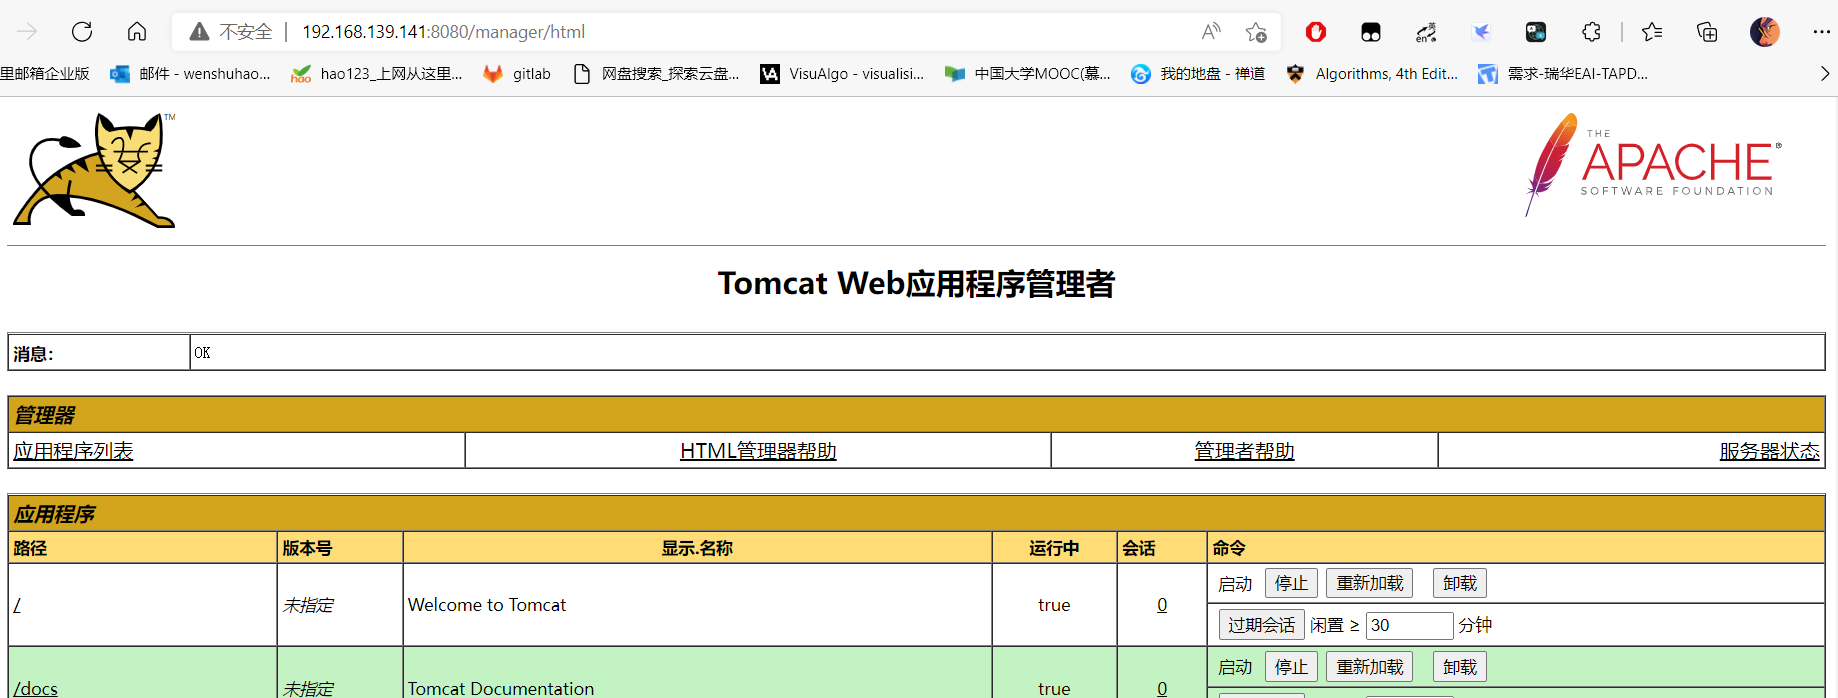 不安全 | 192.168.139.141:8080/manager/html
里邮箱企业版 邮件 - wenshuhao... hao123_上网从这里... gitlab 网盘搜索_探索云盘... VisuAlgo - visualisi... 中国大学MOOC(慕... 我的地盘 - 禅道 Algorithms, 4th Edit... 需求-瑞华EAI-TAPD...
TM
THE
APACHE®
SOFTWARE FOUNDATION
Tomcat Web应用程序管理者
消息: OK
管理器
应用程序列表 HTML管理器帮助 管理者帮助 服务器状态
应用程序
路径 版本号 显示.名称 运行中 会话 命令
/ 未指定 Welcome to Tomcat true 0 启动 停止 重新加载 卸载
过期会话 闲置 ≥ 30 分钟
/docs 未指定 Tomcat Documentation true 0 启动 停止 重新加载 卸载